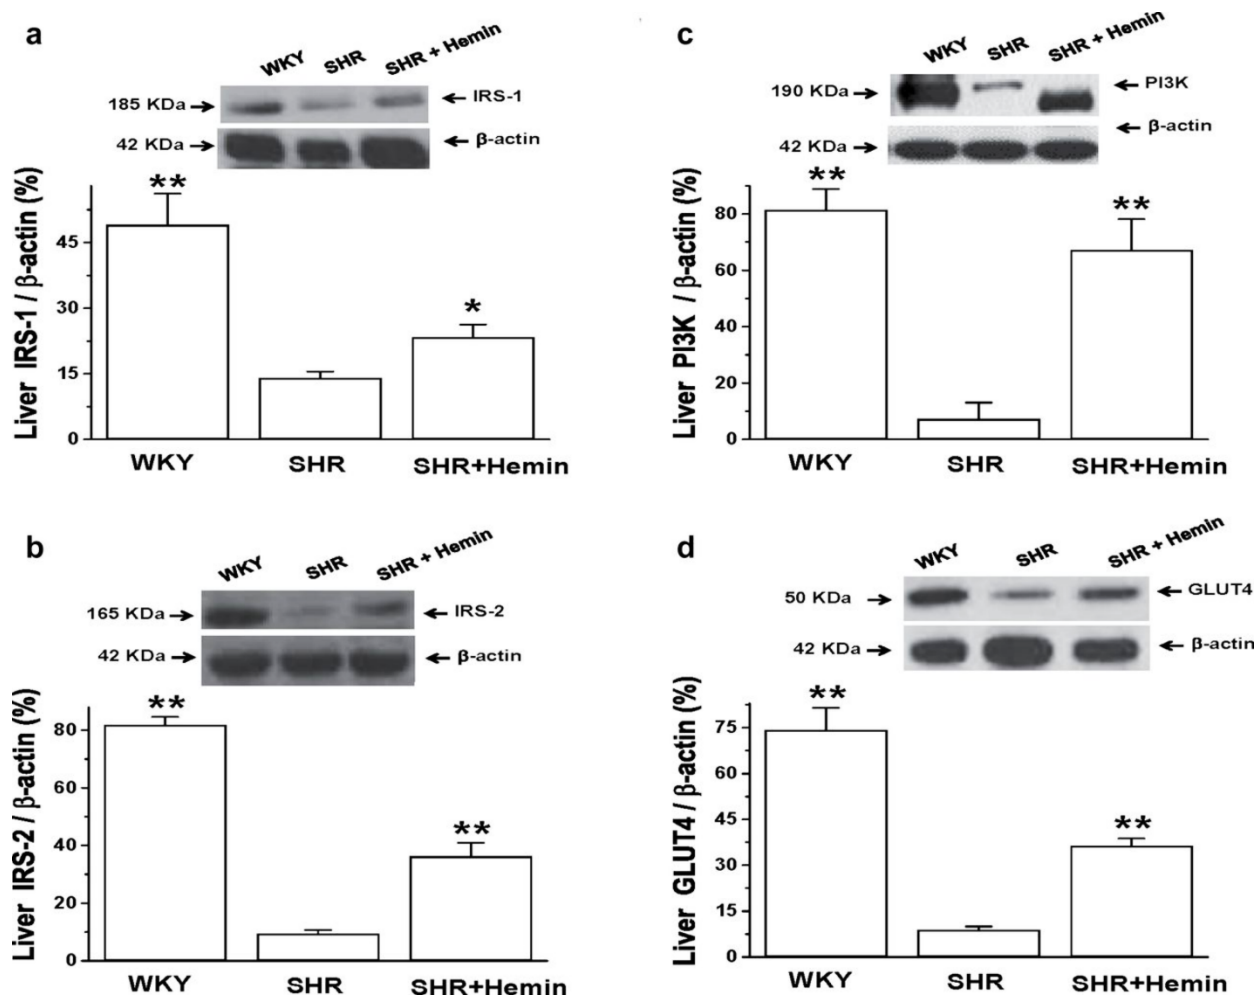 a
WKY SHR SHR + Hemin
185 KDa → ← IRS-1
42 KDa → ← β-actin
** *
Liver IRS-1 / β-actin (%)
45
30
15
0
WKY SHR SHR+Hemin
c
WKY SHR SHR + Hemin
190 KDa → ← PI3K
← β-actin
42 KDa →
** **
Liver PI3K / β-actin (%)
80
60
40
20
0
WKY SHR SHR+Hemin
b
WKY SHR SHR + Hemin
165 KDa → ← IRS-2
42 KDa → ← β-actin
** **
Liver IRS-2 / β-actin (%)
80
60
40
20
0
WKY SHR SHR+Hemin
d
WKY SHR SHR + Hemin
50 KDa → ← GLUT4
42 KDa → ← β-actin
** **
Liver GLUT4 / β-actin (%)
75
60
45
30
15
0
WKY SHR SHR+Hemin